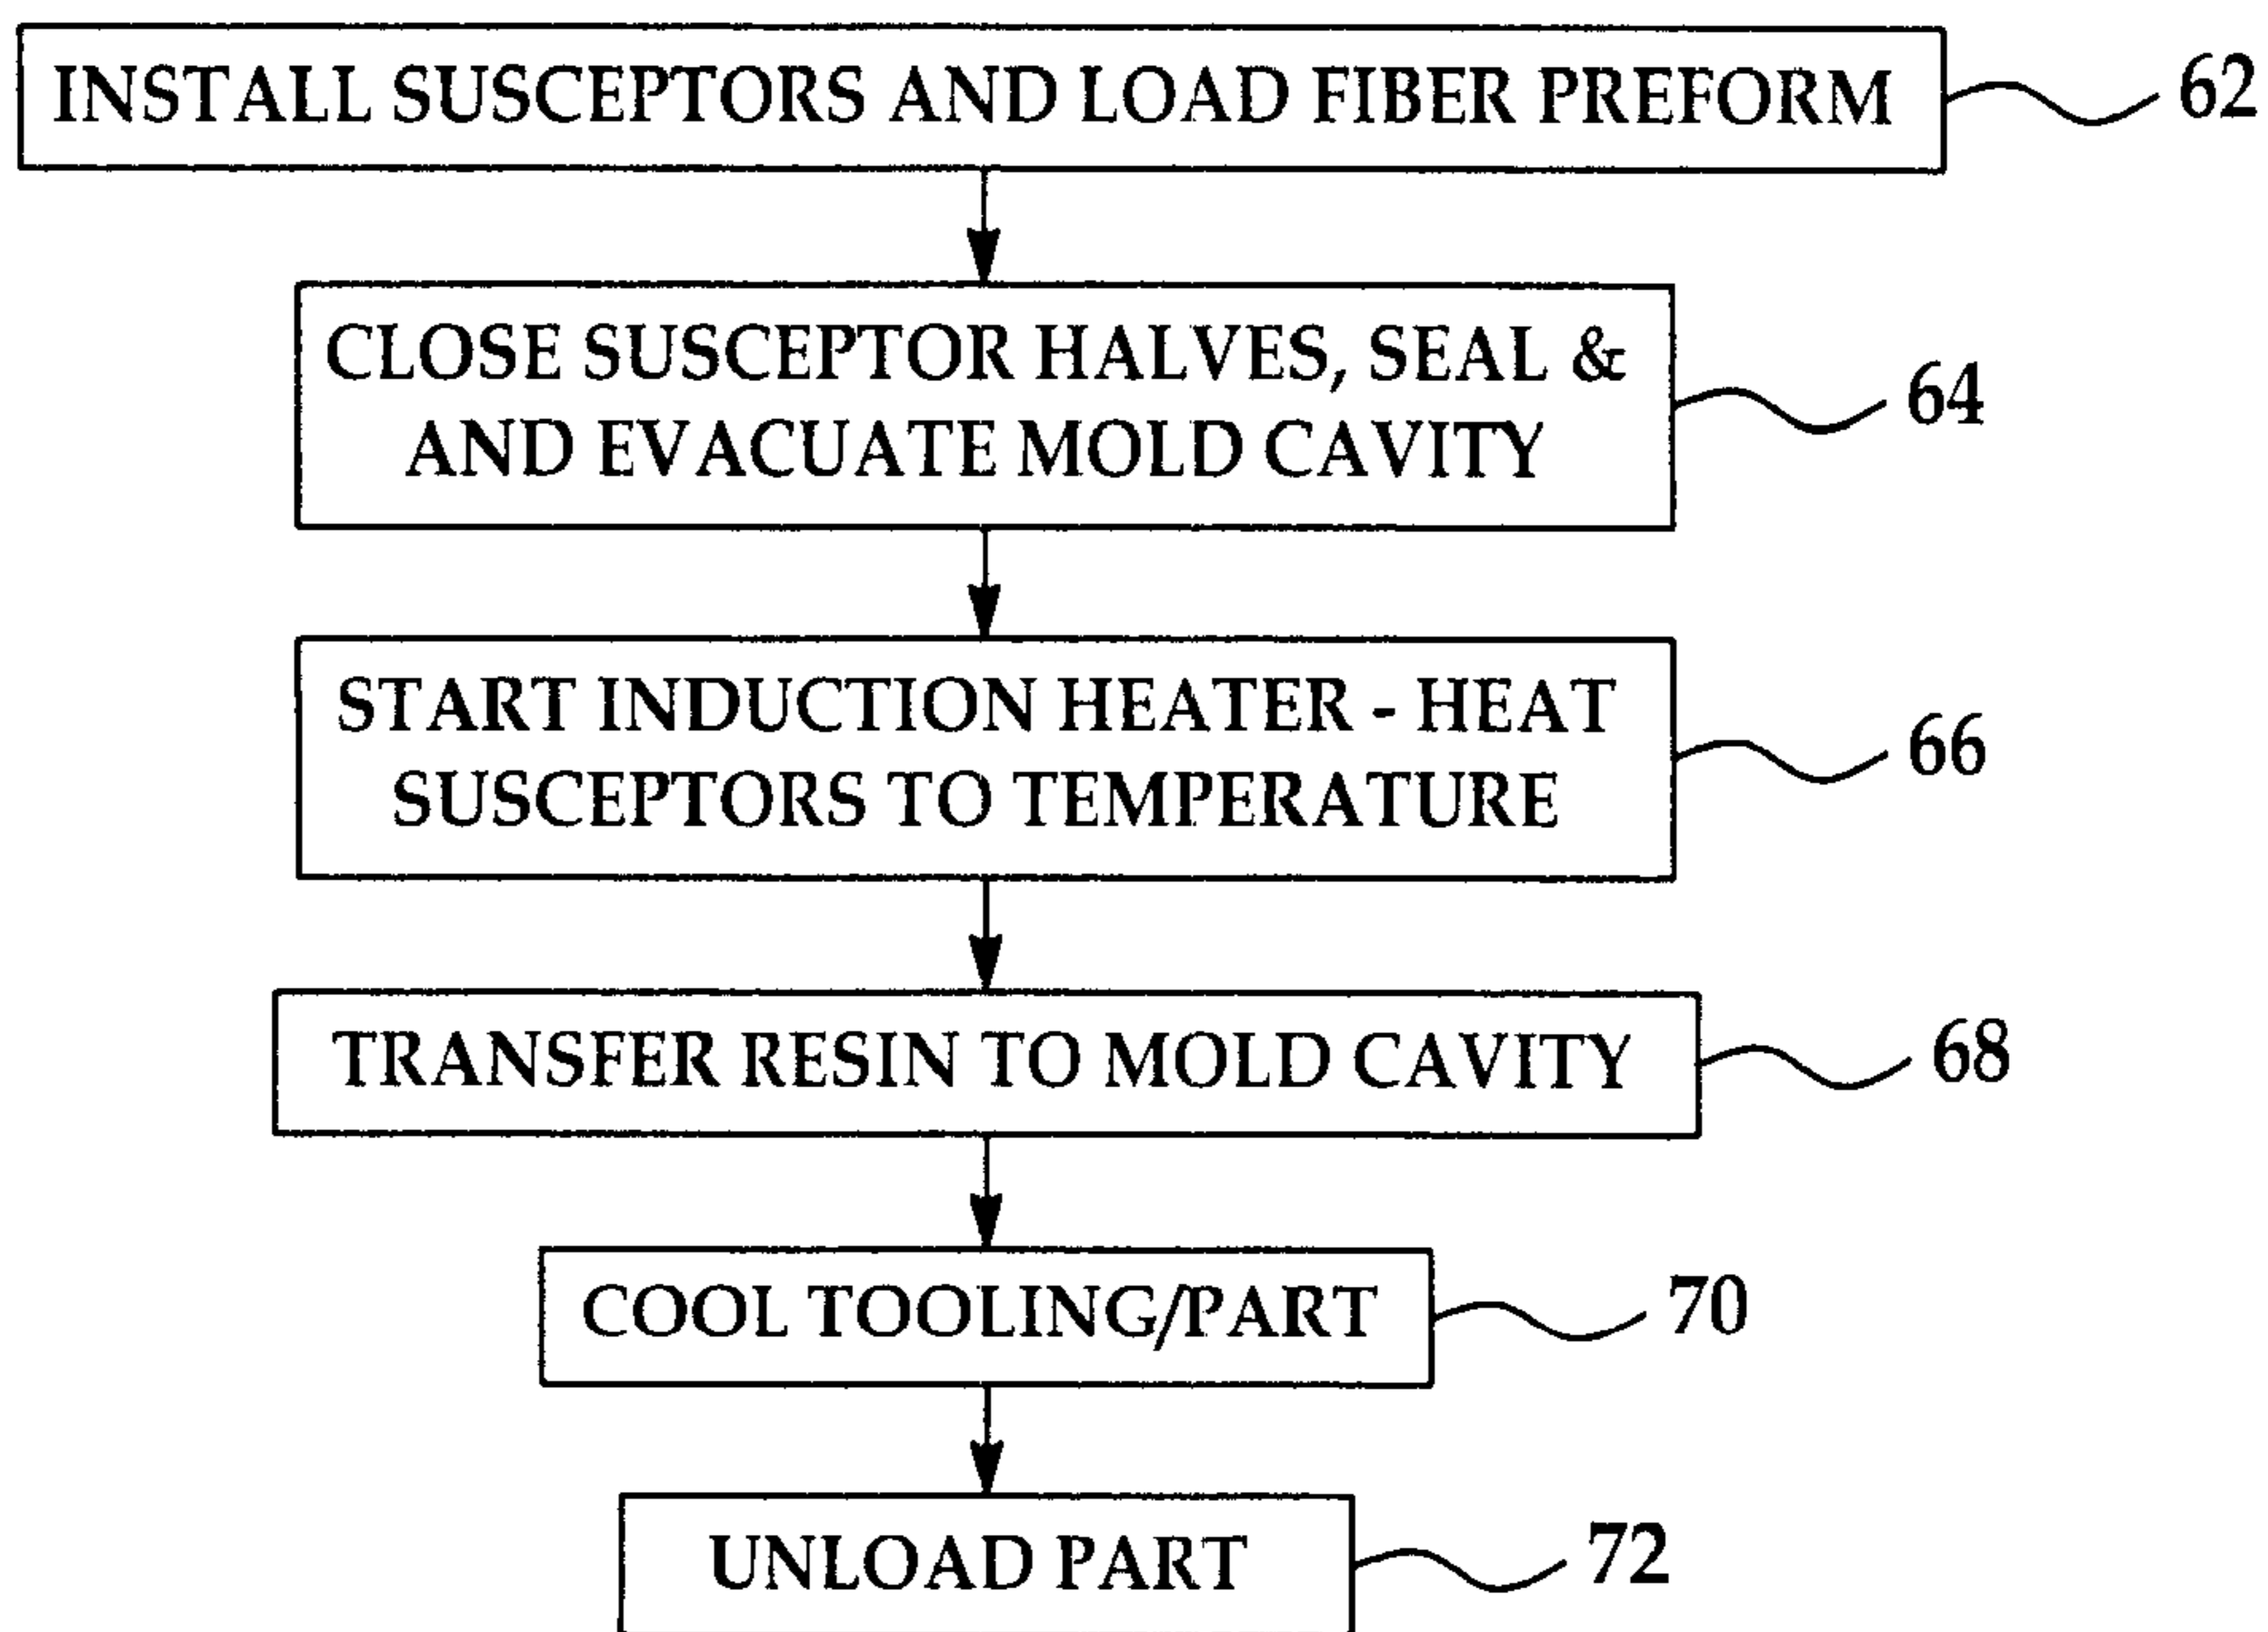 INSTALL SUSCEPTORS AND LOAD FIBER PREFORM
62
CLOSE SUSCEPTOR HALVES, SEAL &
AND EVACUATE MOLD CAVITY
64
START INDUCTION HEATER - HEAT
SUSCEPTORS TO TEMPERATURE
66
TRANSFER RESIN TO MOLD CAVITY
68
COOL TOOLING/PART
70
UNLOAD PART
72